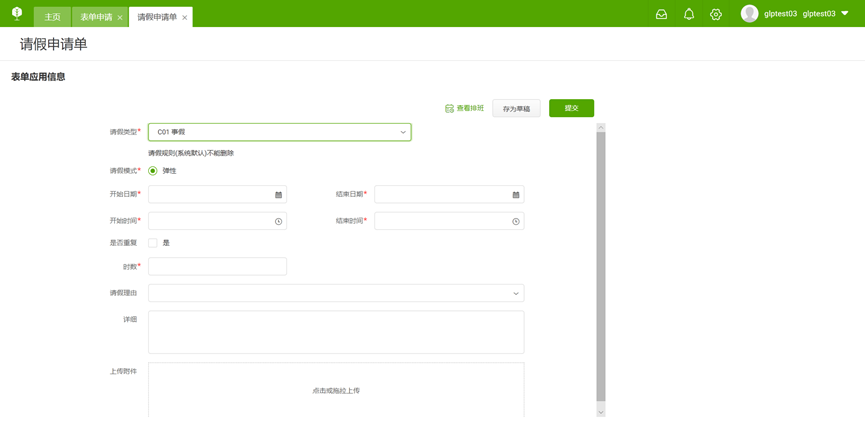 主页 表单申请 × 请假申请单 × glptest03 glptest03
请假申请单
表单应用信息
查看排班 存为草稿 提交
请假类型* C01 事假
请假规则(系统默认)不能删除
请假模式* 弹性
开始日期* 结束日期*
开始时间* 结束时间*
是否重复 是
时数*
请假理由
详细
上传附件
点击或拖拉上传